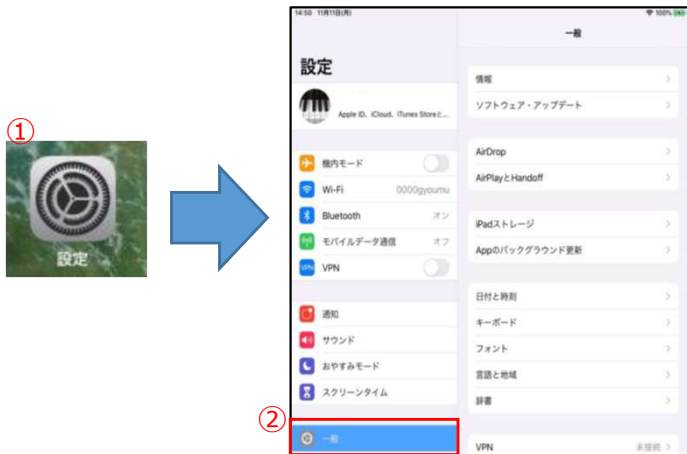 ①
設定
②
14:50 11月11日(月)
100%
設定
Apple ID、iCloud、iTunes Storeと...
機内モード
Wi-Fi
0000gyoumu
Bluetooth
オン
モバイルデータ通信
オフ
VPN
VPN
通知
サウンド
おやすみモード
スクリーンタイム
一般
一般
情報
ソフトウェア・アップデート
AirDrop
AirPlayとHandoff
iPadストレージ
Appのバックグラウンド更新
日付と時刻
キーボード
フォント
言語と地域
辞書
VPN
未接続